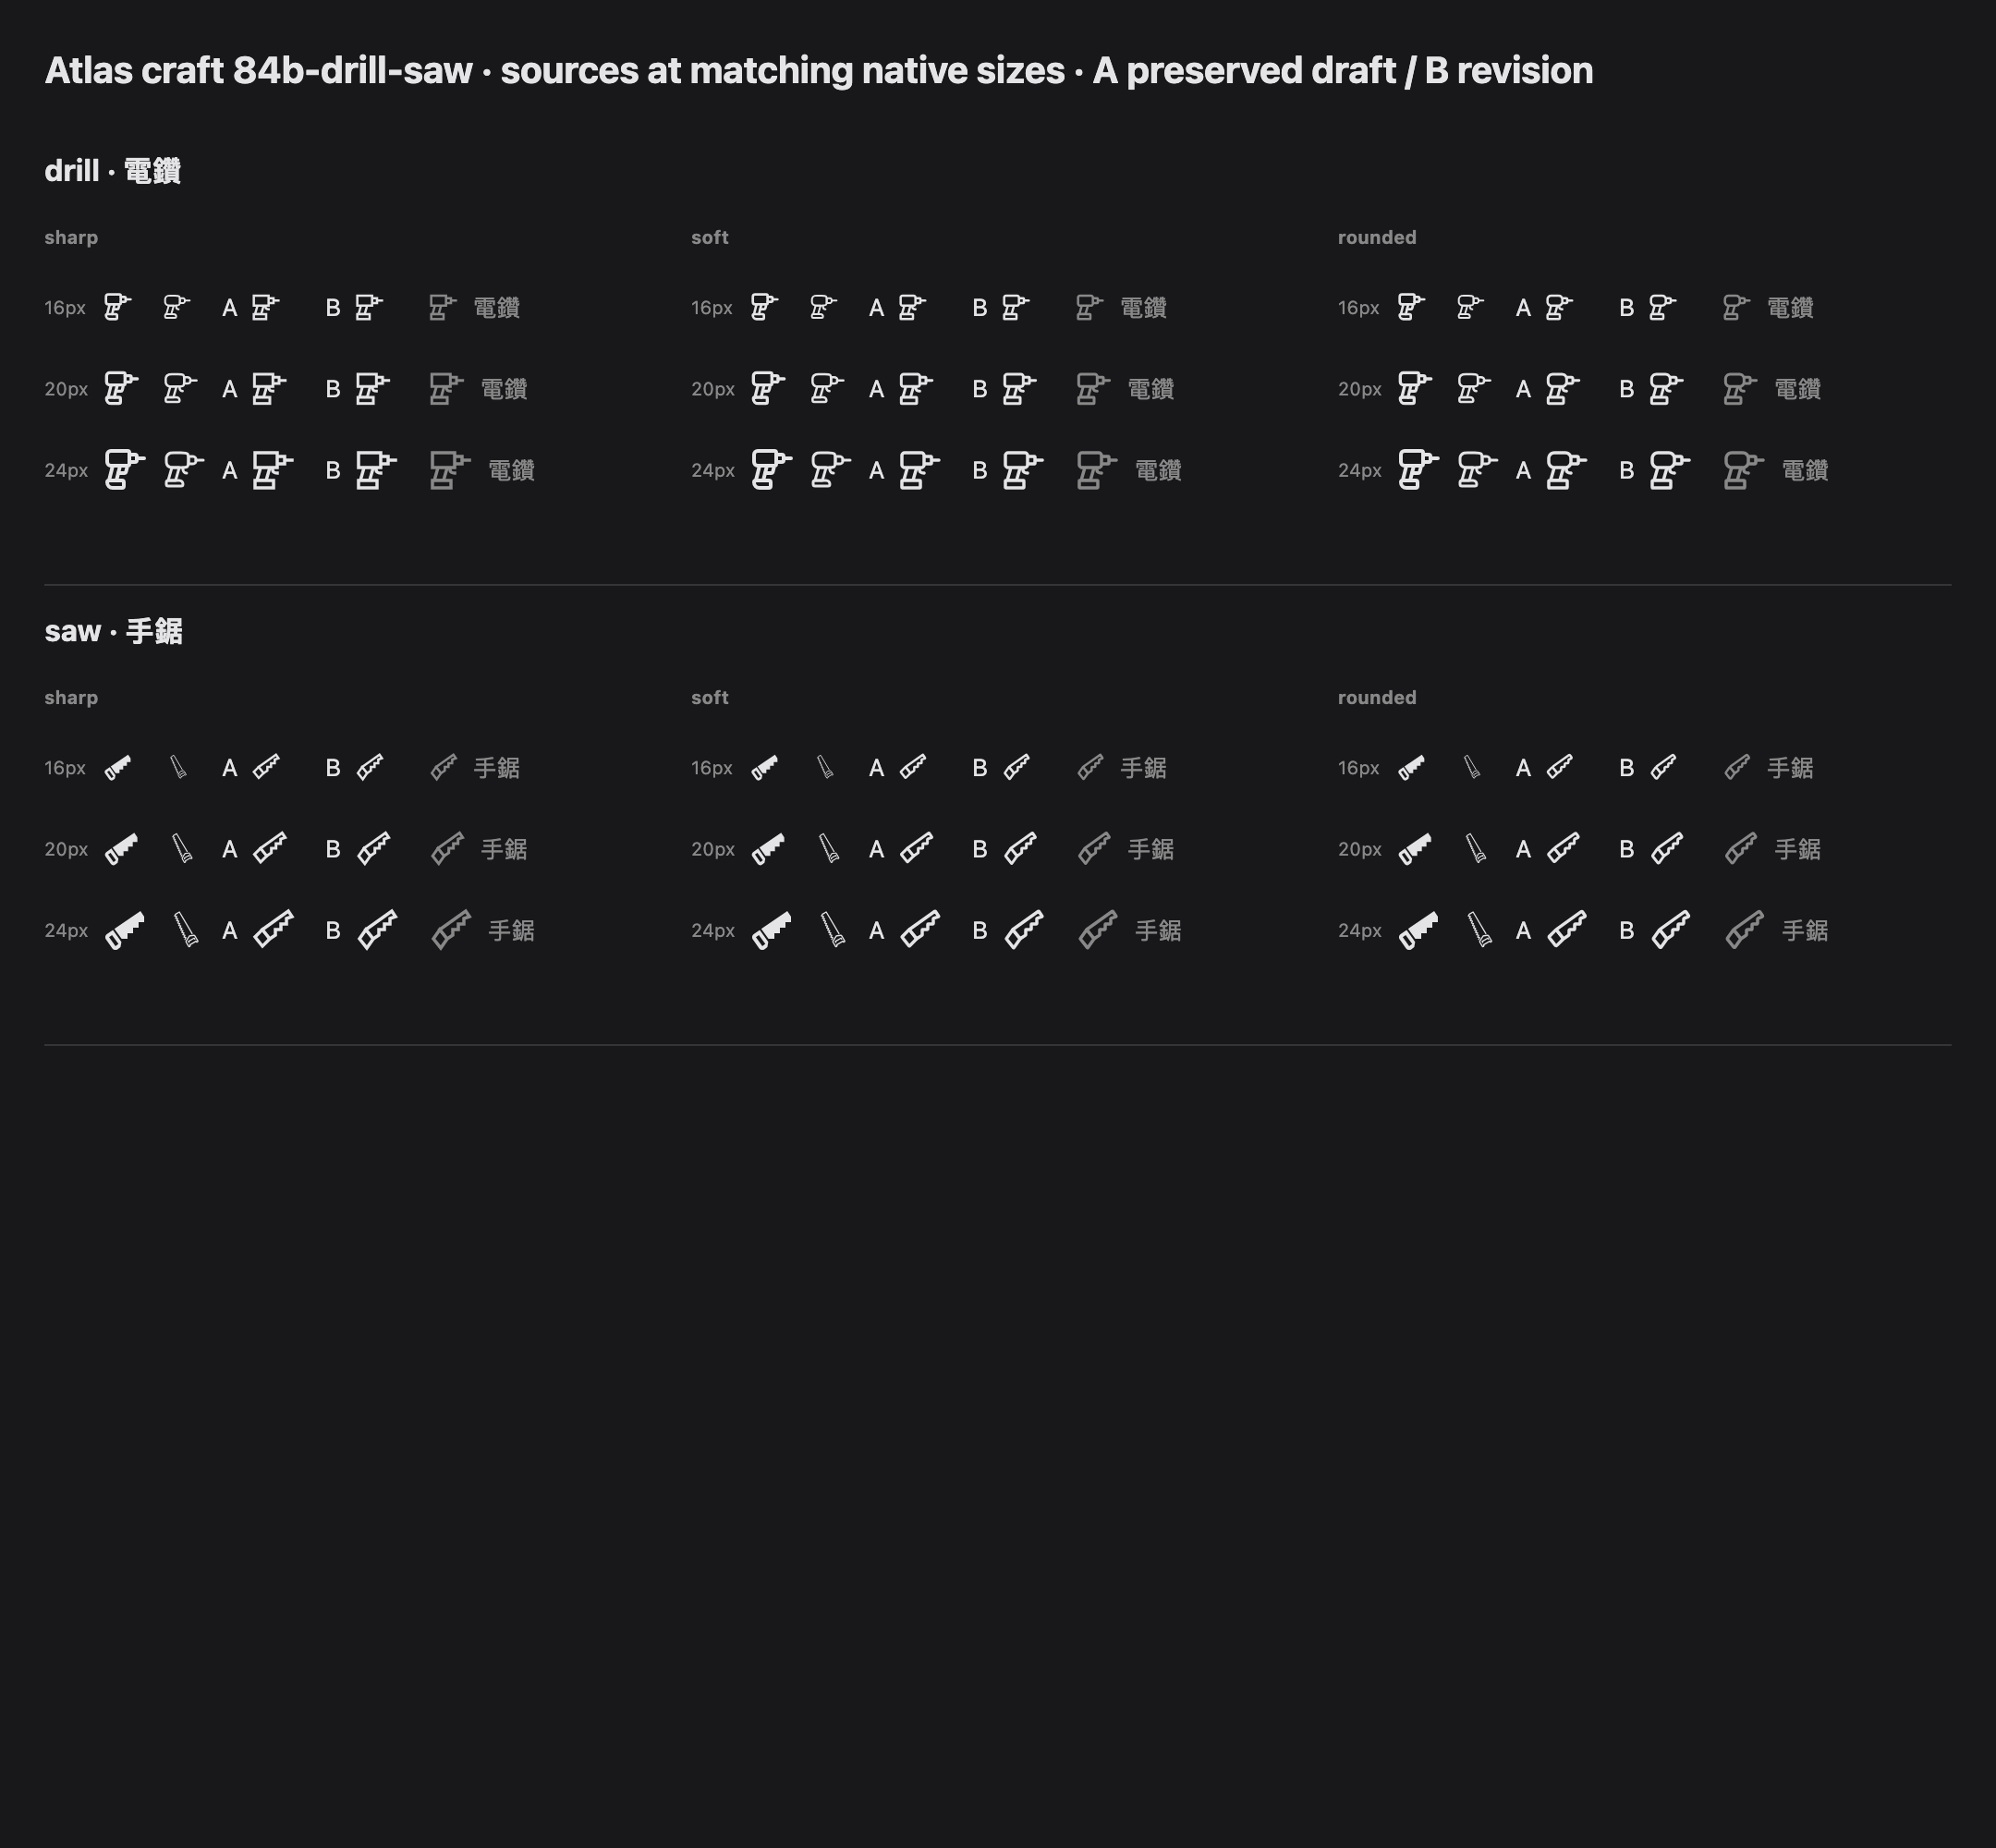 Atlas craft 84b-drill-saw · sources at matching native sizes · A preserved draft / B revision
drill · 電鑽
sharp soft rounded
16px A B 電鑽 16px A B 電鑽 16px A B 電鑽
20px A B 電鑽 20px A B 電鑽 20px A B 電鑽
24px A B 電鑽 24px A B 電鑽 24px A B 電鑽
saw · 手鋸
sharp soft rounded
16px A B 手鋸 16px A B 手鋸 16px A B 手鋸
20px A B 手鋸 20px A B 手鋸 20px A B 手鋸
24px A B 手鋸 24px A B 手鋸 24px A B 手鋸